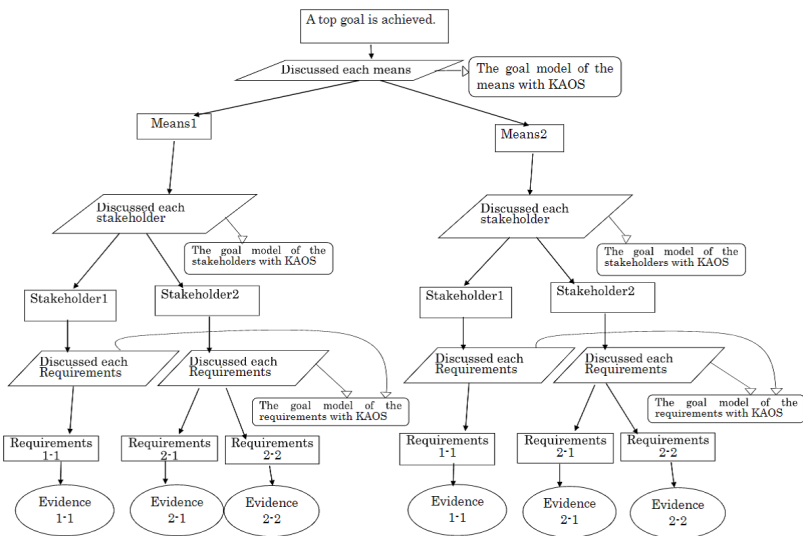 A top goal is achieved.
Discussed each means
The goal model of the
means with KAOS
Means1
Means2
Discussed each
stakeholder
The goal model of the
stakeholders with KAOS
Discussed each
stakeholder
The goal model of the
stakeholders with KAOS
Stakeholder1
Stakeholder2
Stakeholder1
Stakeholder2
Discussed each
Requirements
Discussed each
Requirements
The goal model of the
requirements with KAOS
Discussed each
Requirements
Discussed each
Requirements
The goal model of the
requirements with KAOS
Requirements
1-1
Requirements
2-1
Requirements
2-2
Requirements
1-1
Requirements
2-1
Requirements
2-2
Evidence
1-1
Evidence
2-1
Evidence
2-2
Evidence
1-1
Evidence
2-1
Evidence
2-2